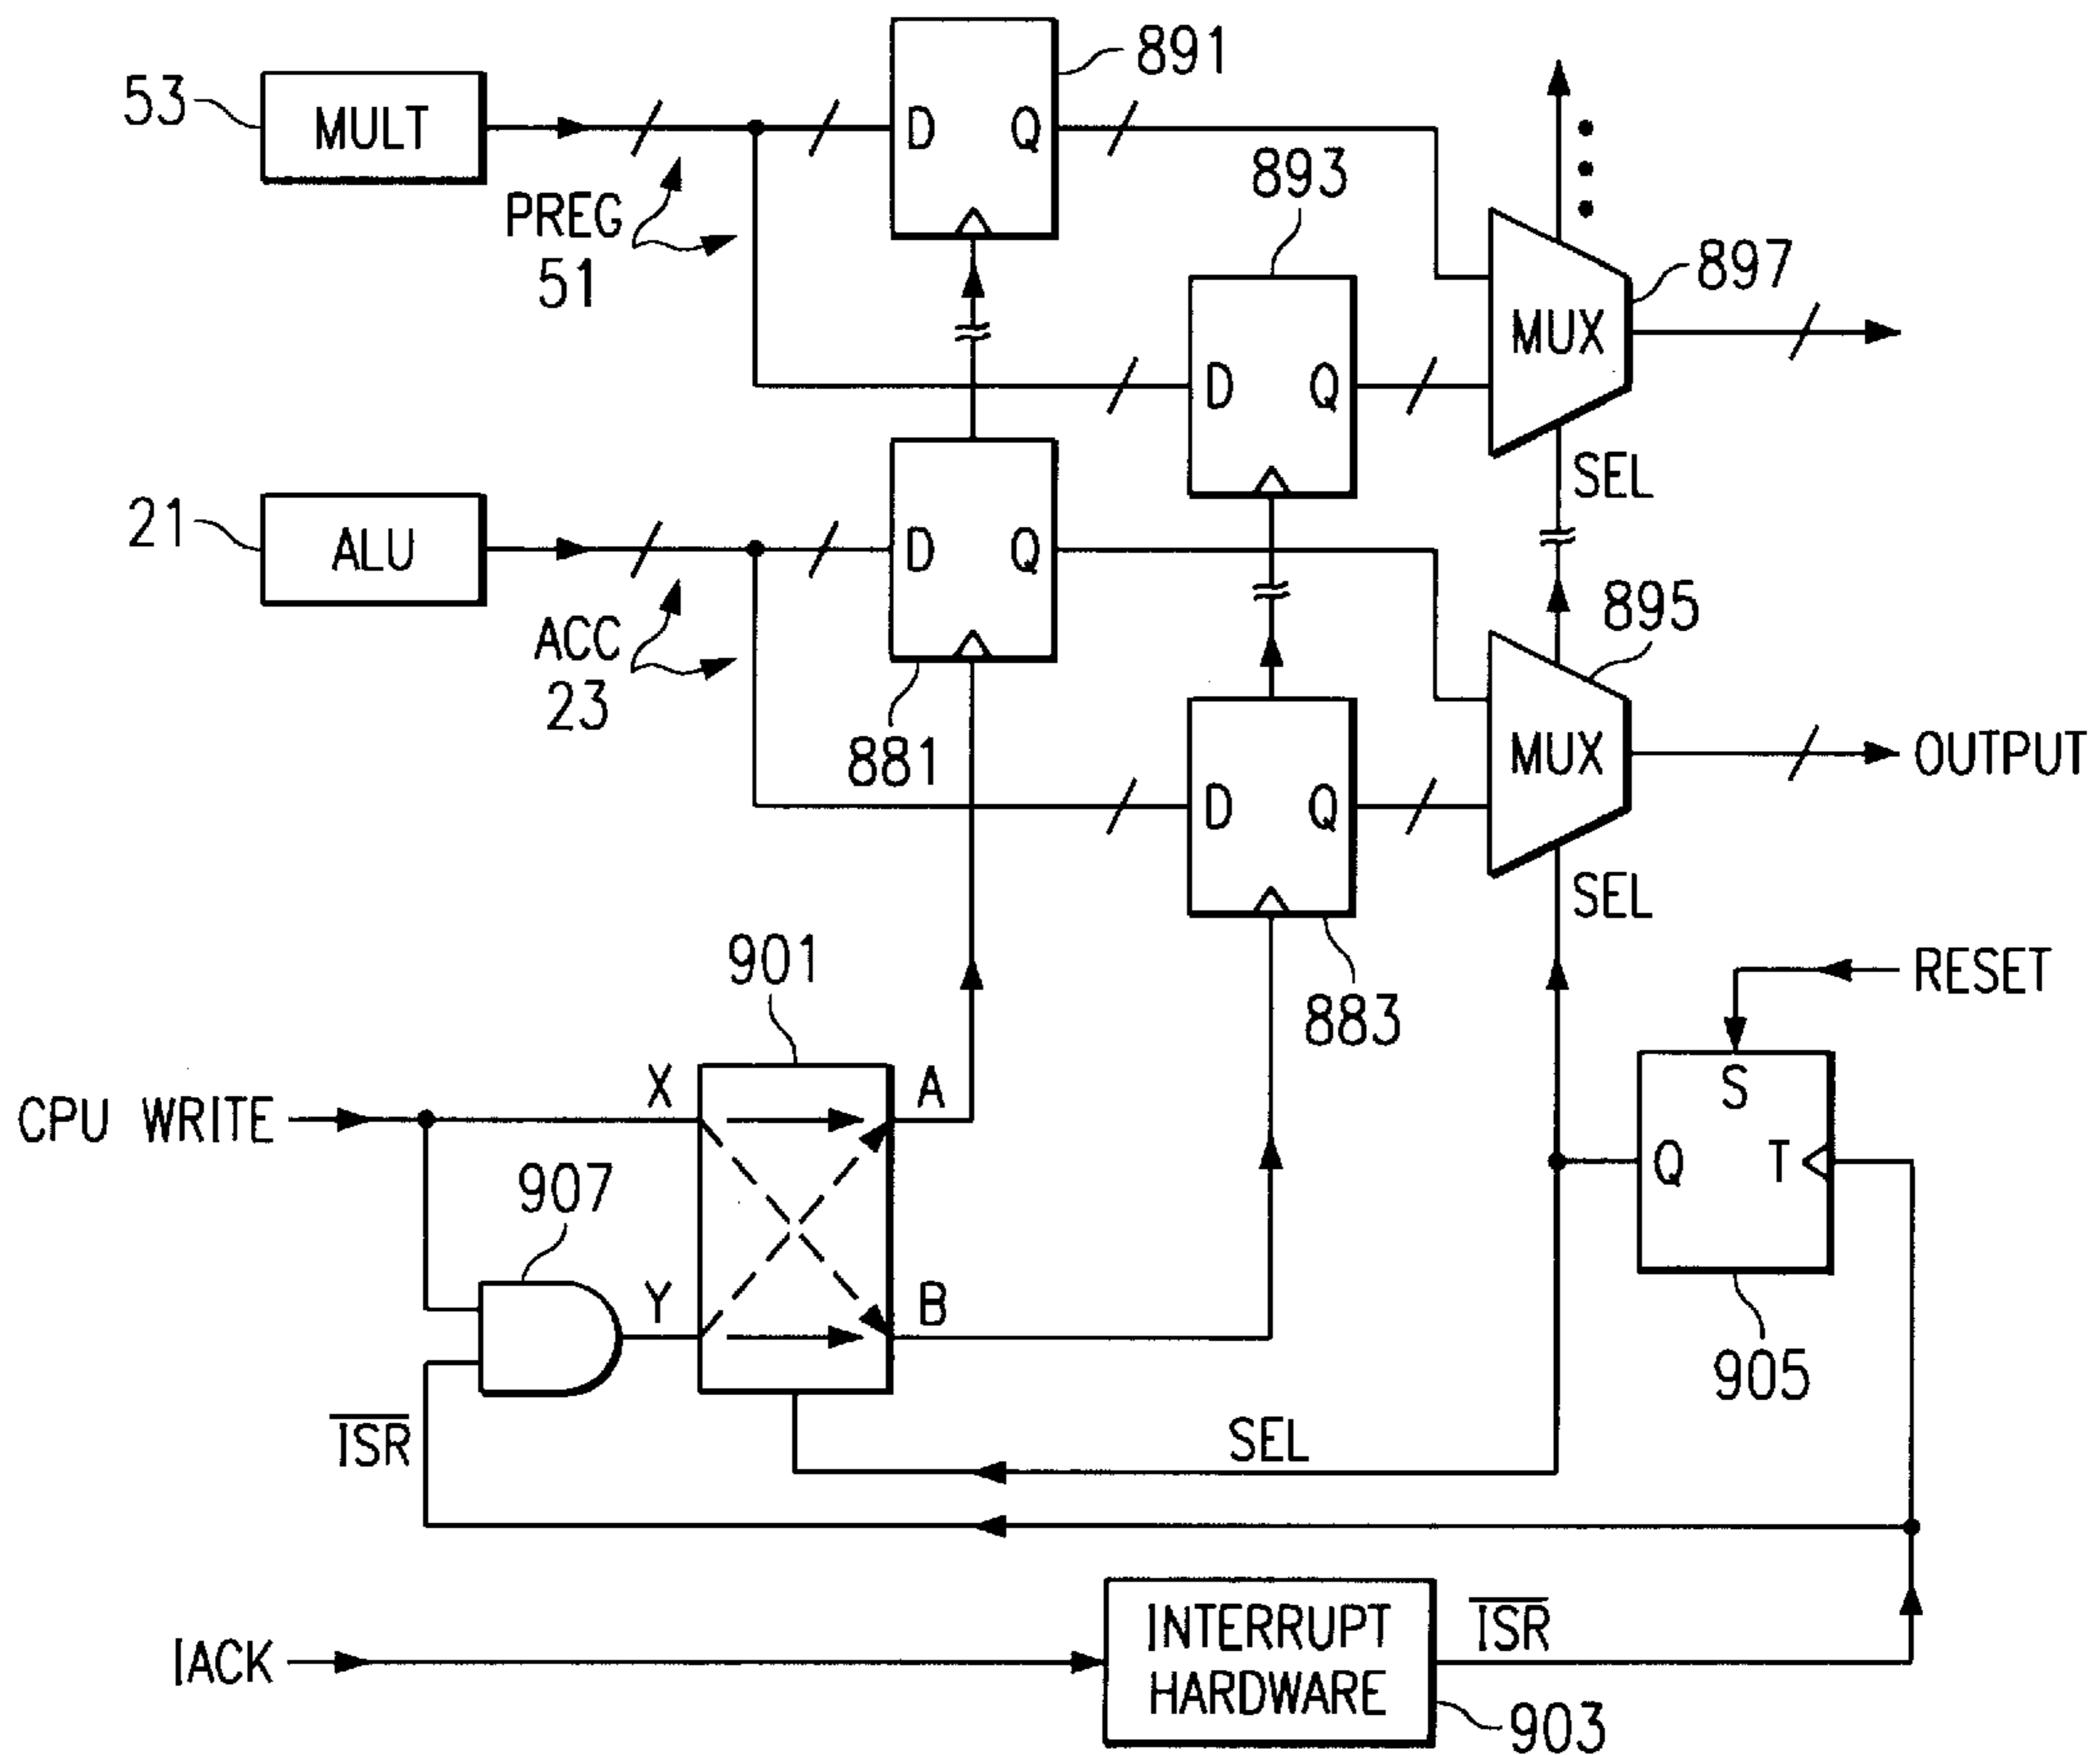 891
53
MULT
D
Q
893
PREG
51
897
MUX
D
Q
SEL
21
ALU
D
Q
895
ACC
23
881
MUX
OUTPUT
D
Q
SEL
901
RESET
883
X
A
S
CPU WRITE
907
Q
T
Y
B
905
ISR
SEL
INTERRUPT
HARDWARE
ISR
IACK
903